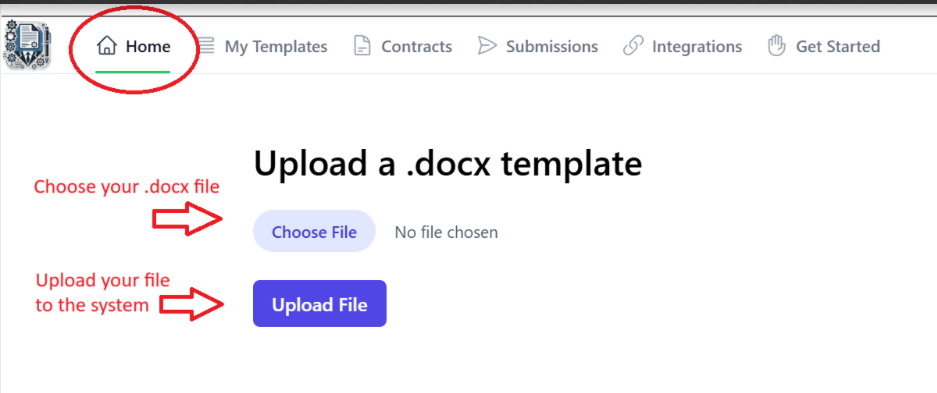 Home
My Templates
Contracts
Submissions
Integrations
Get Started
Upload a .docx template
Choose your .docx file
Choose File
No file chosen
Upload your file
to the system
Upload File